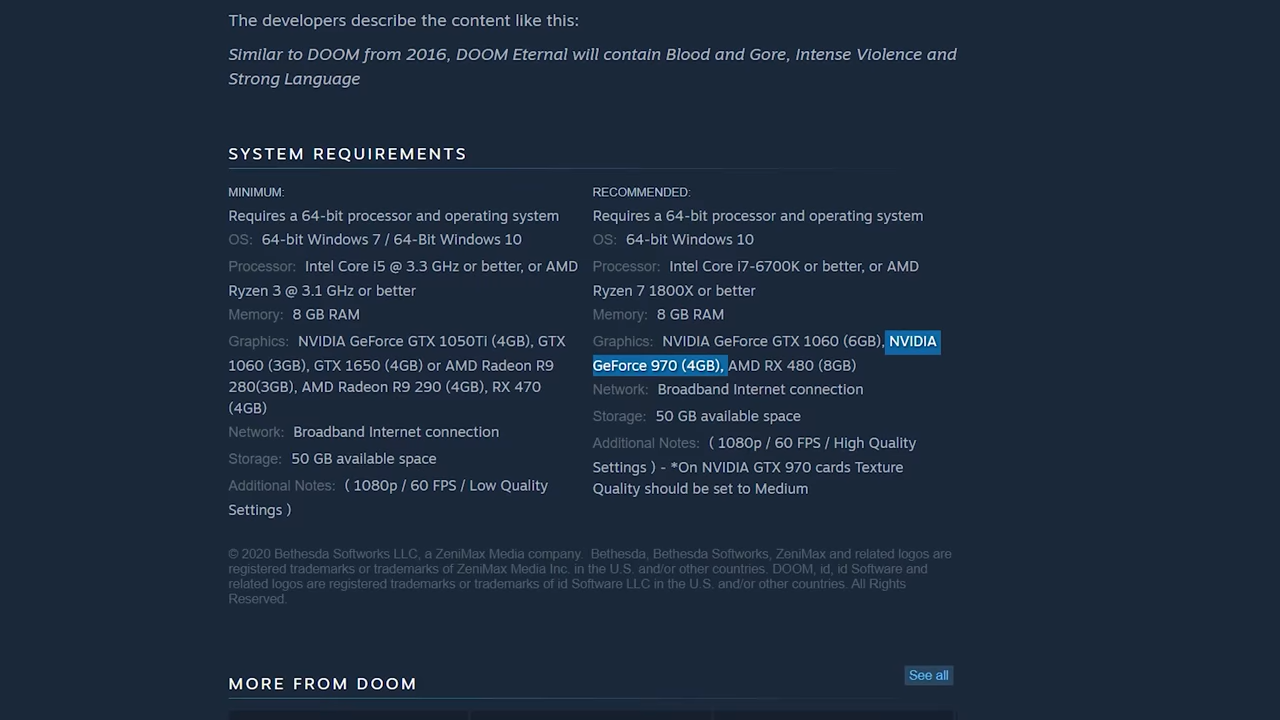 The developers describe the content like this:
Similar to DOOM from 2016, DOOM Eternal will contain Blood and Gore, Intense Violence and
Strong Language
SYSTEM REQUIREMENTS
MINIMUM:
Requires a 64-bit processor and operating system
OS: 64-bit Windows 7 / 64-Bit Windows 10
Processor: Intel Core i5 @ 3.3 GHz or better, or AMD
Ryzen 3 @ 3.1 GHz or better
Memory: 8 GB RAM
Graphics: NVIDIA GeForce GTX 1050Ti (4GB), GTX
1060 (3GB), GTX 1650 (4GB) or AMD Radeon R9
280(3GB), AMD Radeon R9 290 (4GB), RX 470
(4GB)
Network: Broadband Internet connection
Storage: 50 GB available space
Additional Notes: ( 1080p / 60 FPS / Low Quality
Settings )
RECOMMENDED:
Requires a 64-bit processor and operating system
OS: 64-bit Windows 10
Processor: Intel Core i7-6700K or better, or AMD
Ryzen 7 1800X or better
Memory: 8 GB RAM
Graphics: NVIDIA GeForce GTX 1060 (6GB), NVIDIA
GeForce 970 (4GB), AMD RX 480 (8GB)
Network: Broadband Internet connection
Storage: 50 GB available space
Additional Notes: ( 1080p / 60 FPS / High Quality
Settings ) - *On NVIDIA GTX 970 cards Texture
Quality should be set to Medium
© 2020 Bethesda Softworks LLC, a ZeniMax Media company. Bethesda, Bethesda Softworks, ZeniMax and related logos are
registered trademarks or trademarks of ZeniMax Media Inc. in the U.S. and/or other countries. DOOM, id, id Software and
related logos are registered trademarks or trademarks of id Software LLC in the U.S. and/or other countries. All Rights
Reserved.
MORE FROM DOOM
See all